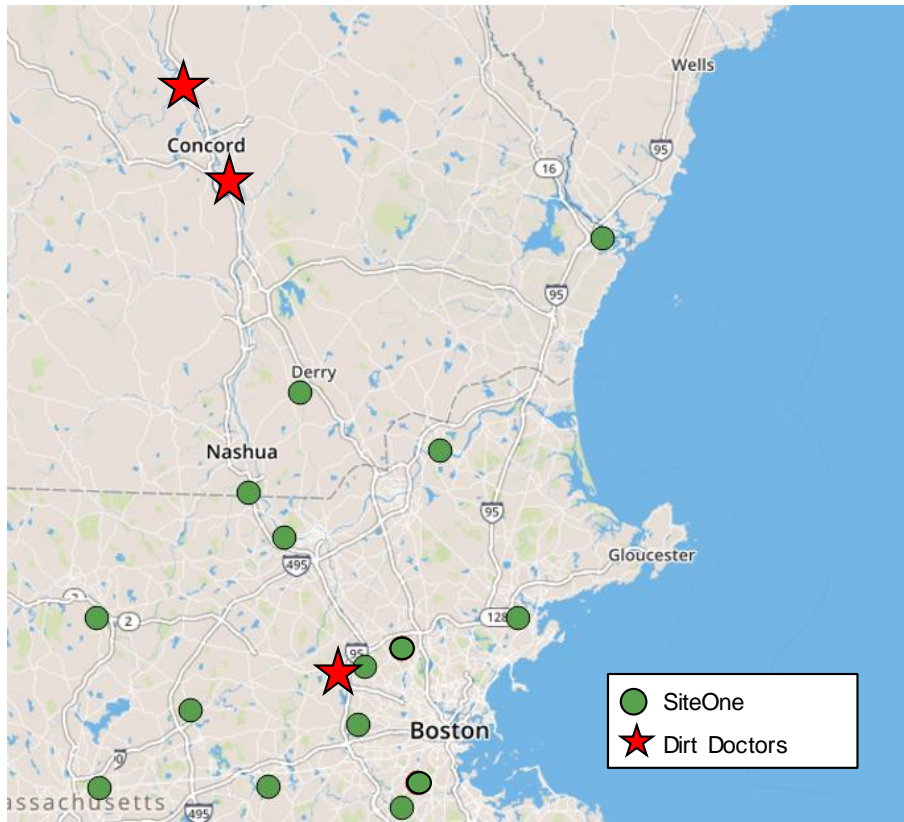 Wells
Concord
95
16
95
Derry
Nashua
95
Gloucester
495
2
128
95
SiteOne
Boston
Dirt Doctors
assachusetts
495